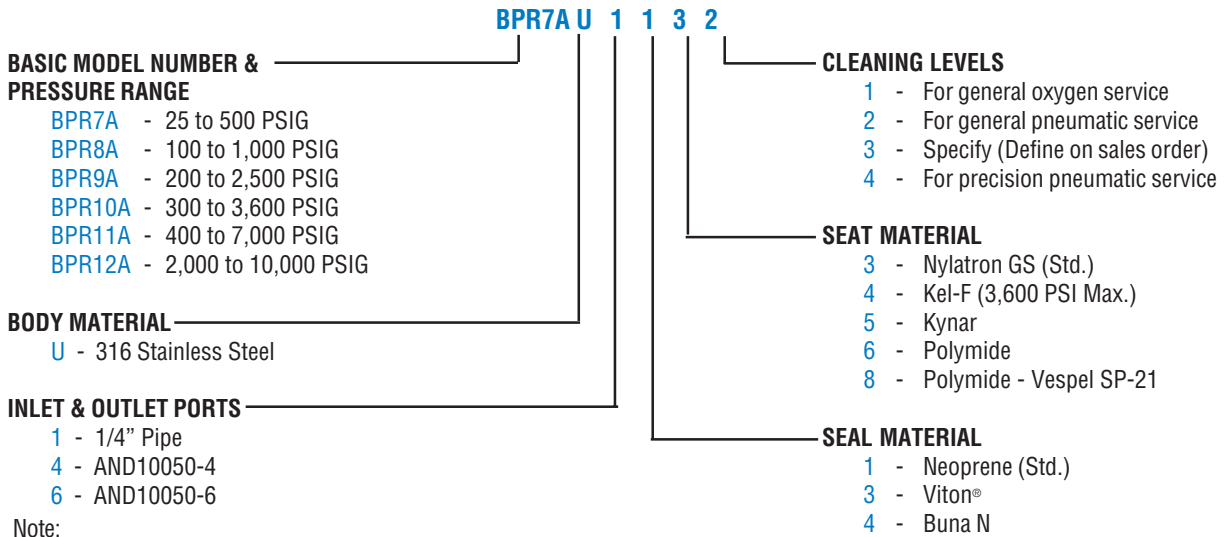 BPR7A U 1 1 3 2
BASIC MODEL NUMBER &
PRESSURE RANGE
BPR7A - 25 to 500 PSIG
BPR8A - 100 to 1,000 PSIG
BPR9A - 200 to 2,500 PSIG
BPR10A - 300 to 3,600 PSIG
BPR11A - 400 to 7,000 PSIG
BPR12A - 2,000 to 10,000 PSIG
BODY MATERIAL
U - 316 Stainless Steel
INLET & OUTLET PORTS
1 - 1/4” Pipe
4 - AND10050-4
6 - AND10050-6
Note:
CLEANING LEVELS
1 - For general oxygen service
2 - For general pneumatic service
3 - Specify (Define on sales order)
4 - For precision pneumatic service
SEAT MATERIAL
3 - Nylatron GS (Std.)
4 - Kel-F (3,600 PSI Max.)
5 - Kynar
6 - Polymide
8 - Polymide - Vespel SP-21
SEAL MATERIAL
1 - Neoprene (Std.)
3 - Viton®
4 - Buna N